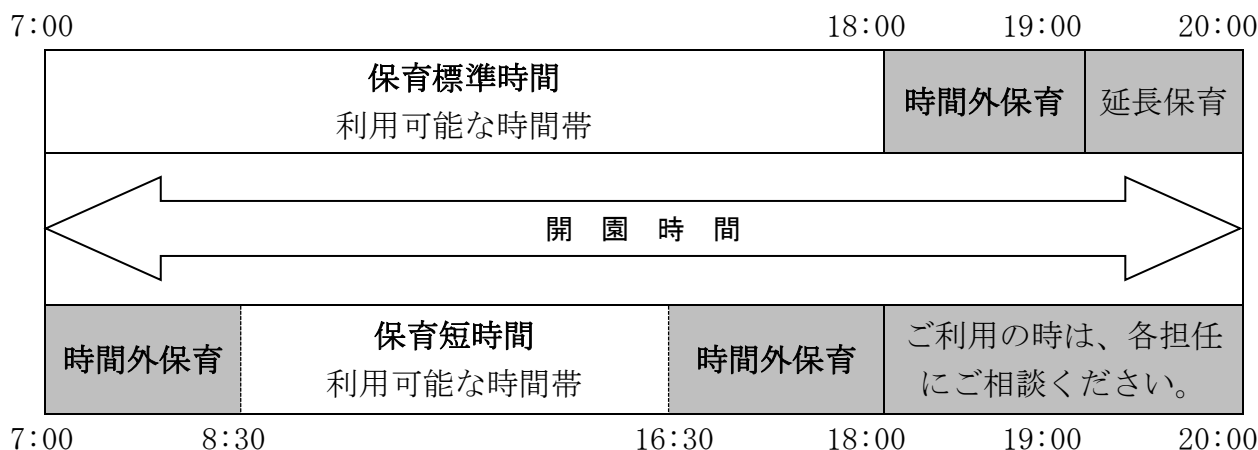 7:00 18:00 19:00 20:00
保育標準時間
利用可能な時間帯
時間外保育
延長保育
開園時間
時間外保育
保育短時間
利用可能な時間帯
時間外保育
ご利用の時は、各担任
にご相談ください。
7:00 8:30 16:30 18:00 19:00 20:00